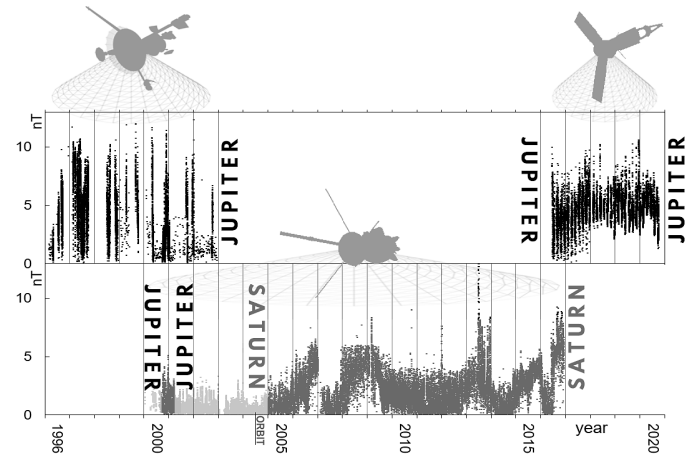 nT
10
5
0
JUPITER
JUPITER
JUPITER
nT
10
5
0
JUPITER
JUPITER
SATURN
SATURN
ORBIT
year
1996
2000
2005
2010
2015
2020